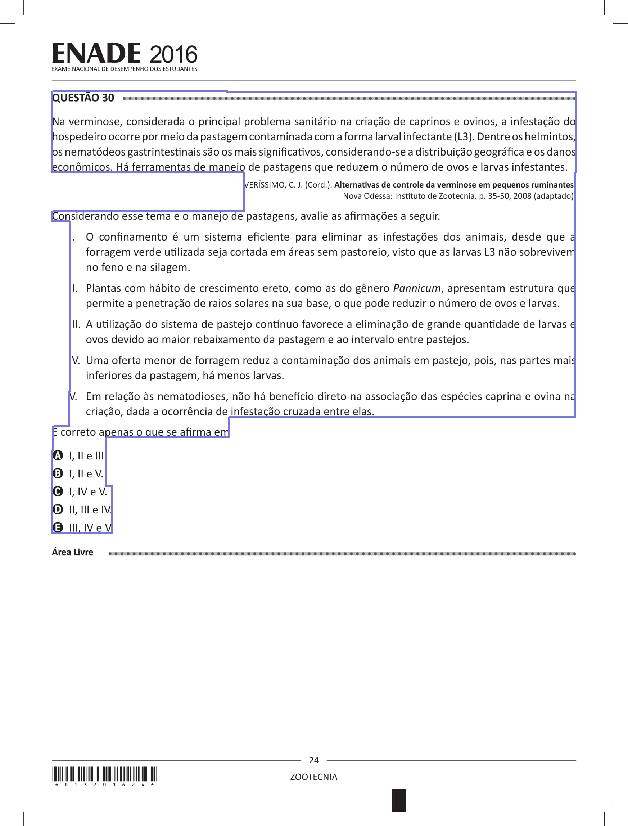 ENADE 2016
EXAME NACIONAL DE DESEMPENHO DOS ESTUDANTES
QUESTÃO 30
Na verminose, considerada o principal problema sanitário na criação de caprinos e ovinos, a infestação do
hospedeiro ocorre por meio da pastagem contaminada com a forma larval infectante (L3). Dentre os helmintos,
os nematódeos gastrintestinais são os mais significativos, considerando-se a distribuição geográfica e os danos
econômicos. Há ferramentas de manejo de pastagens que reduzem o número de ovos e larvas infestantes.
VERÍSSIMO, C. J. (Cord.). Alternativas de controle da verminose em pequenos ruminantes
Nova Odessa: Instituto de Zootecnia. p. 35-50, 2008 (adaptado)
Considerando esse tema e o manejo de pastagens, avalie as afirmações a seguir.
. O confinamento é um sistema eficiente para eliminar as infestações dos animais, desde que a
forragem verde utilizada seja cortada em áreas sem pastoreio, visto que as larvas L3 não sobrevivem
no feno e na silagem.
I. Plantas com hábito de crescimento ereto, como as do gênero Pannicum, apresentam estrutura que
permite a penetração de raios solares na sua base, o que pode reduzir o número de ovos e larvas.
II. A utilização do sistema de pastejo contínuo favorece a eliminação de grande quantidade de larvas e
ovos devido ao maior rebaixamento da pastagem e ao intervalo entre pastejos.
V. Uma oferta menor de forragem reduz a contaminação dos animais em pastejo, pois, nas partes mais
inferiores da pastagem, há menos larvas.
V. Em relação às nematodioses, não há benefício direto na associação das espécies caprina e ovina na
criação, dada a ocorrência de infestação cruzada entre elas.
É correto apenas o que se afirma em
A I, II e III
B I, II e V.
C I, IV e V.
D II, III e IV.
E III, IV e V
Área Livre
24
ZOOTECNIA